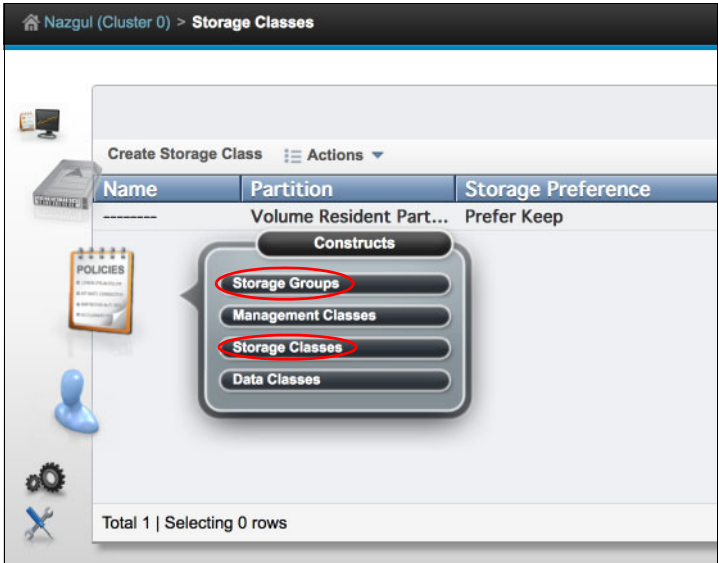 Nazgul (Cluster 0) > Storage Classes
Create Storage Class Actions
Name Partition Storage Preference
-------- Volume Resident Part... Prefer Keep
Constructs
POLICIES
Storage Groups
Management Classes
Storage Classes
Data Classes
Total 1 | Selecting 0 rows